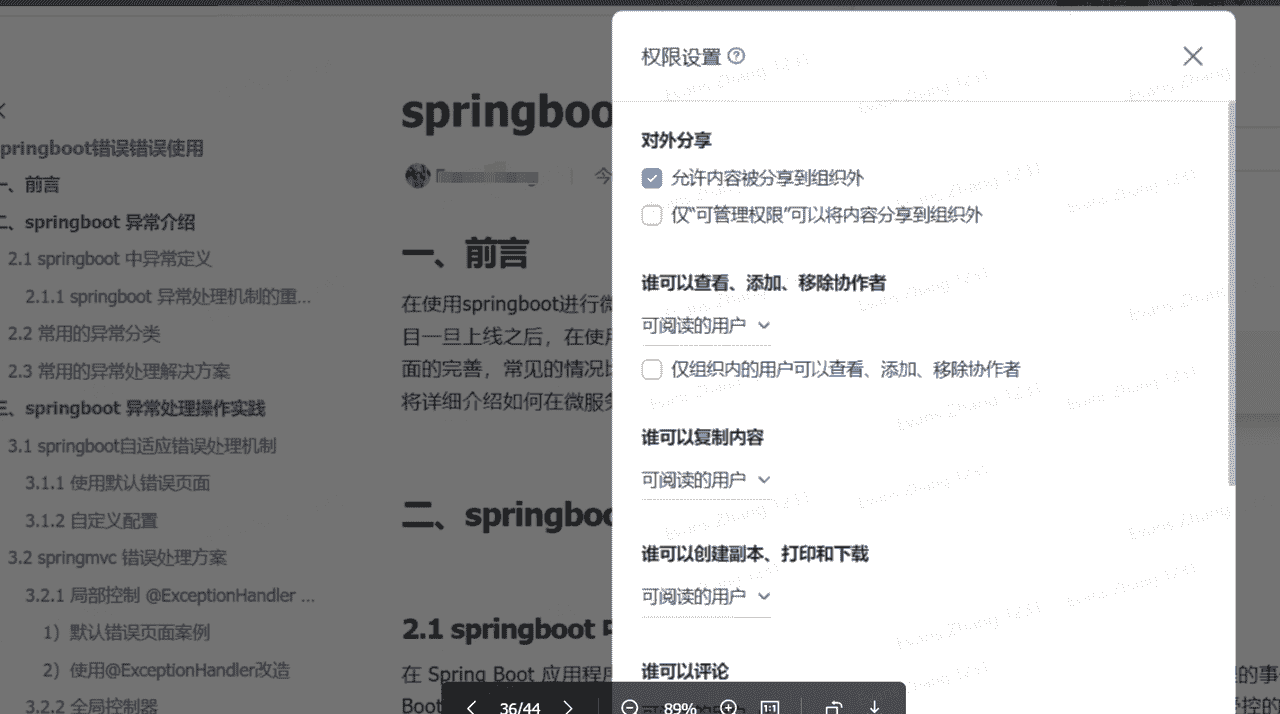 springboot错误错误使用
一、前言
二、springboot 异常介绍
2.1 springboot 中异常定义
2.1.1 springboot 异常处理机制的重...
2.2 常用的异常分类
2.3 常用的异常处理解决方案
三、springboot 异常处理操作实践
3.1 springboot自适应错误处理机制
3.1.1 使用默认错误页面
3.1.2 自定义配置
3.2 springmvc 错误处理方案
3.2.1 局部控制 @ExceptionHandler ...
1）默认错误页面案例
2）使用@ExceptionHandler改造
3.2.2 全局控制器
springboo
今
一、前言
在使用springboot进行微
目一旦上线之后，在使用
面的完善，常见的情况比
将详细介绍如何在微服务
二、springboo
2.1 springboot 中
在 Spring Boot 应用程序
Boot
权限设置
对外分享
允许内容被分享到组织外
仅“可管理权限”可以将内容分享到组织外
谁可以查看、添加、移除协作者
可阅读的用户
仅组织内的用户可以查看、添加、移除协作者
谁可以复制内容
可阅读的用户
谁可以创建副本、打印和下载
可阅读的用户
谁可以评论
的事
受控的
36/44
89%
1:1
Evans Zhang 1231